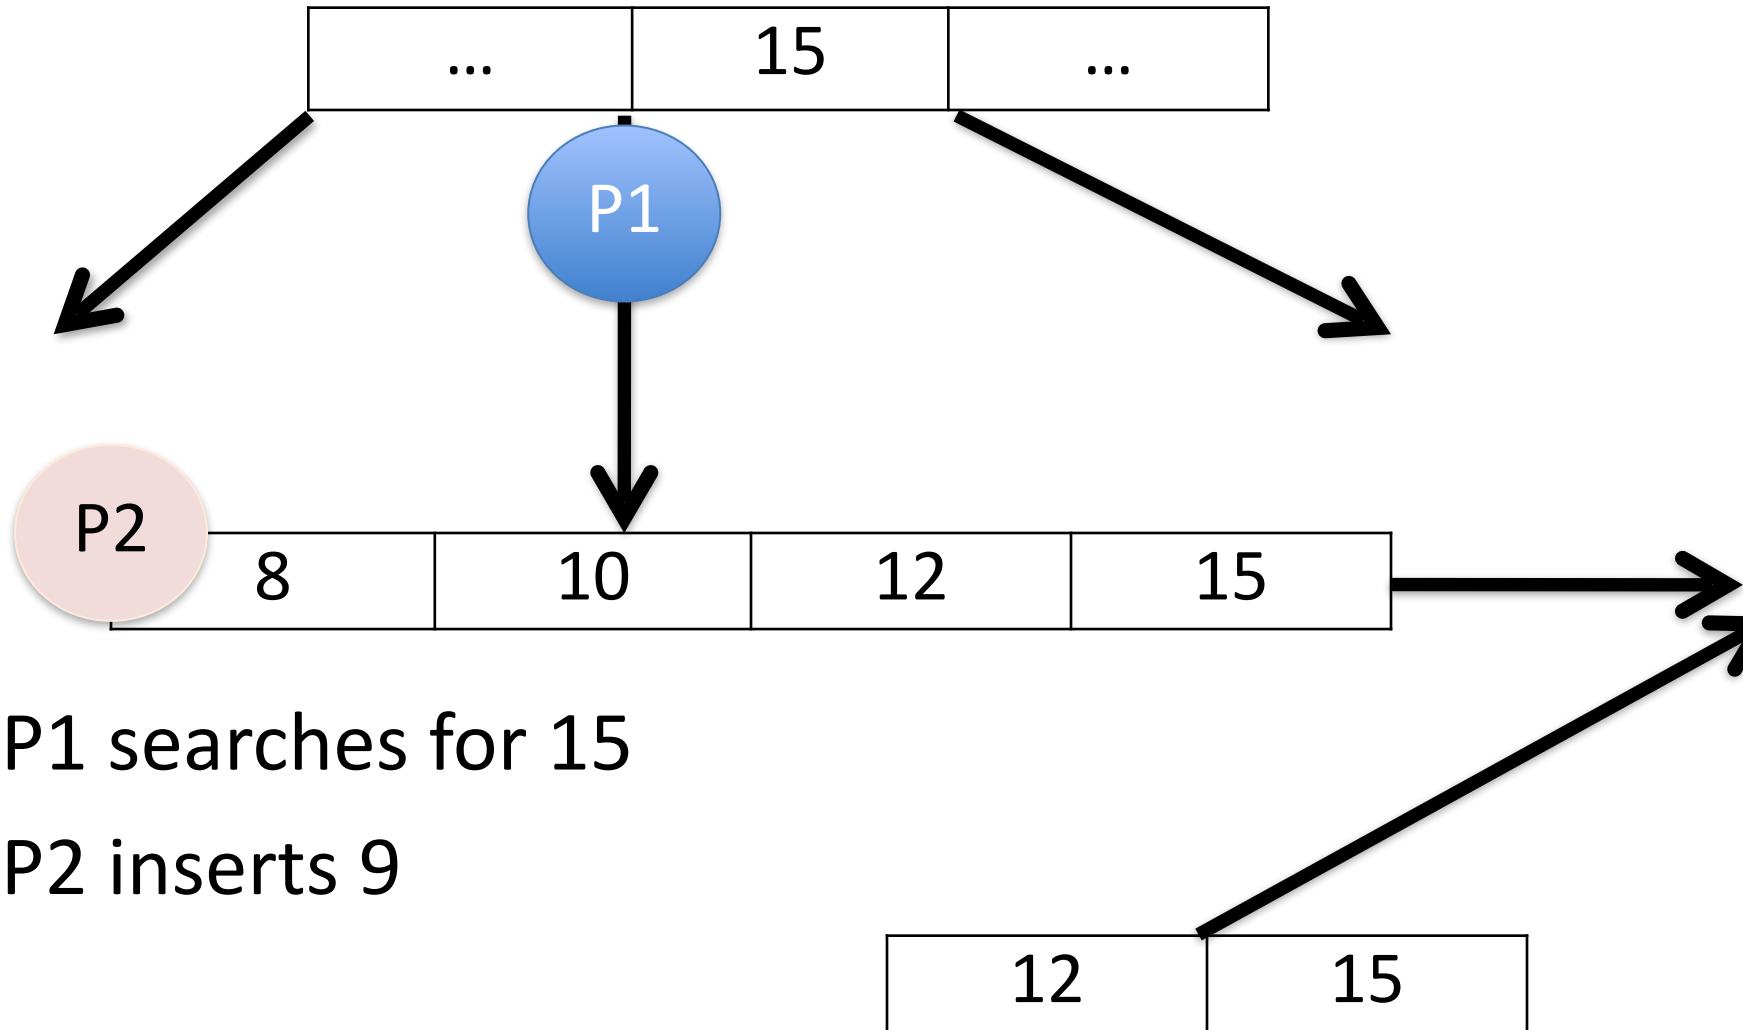 ... 15 ...
P1
P2
8 10 12 15
P1 searches for 15
P2 inserts 9
12 15